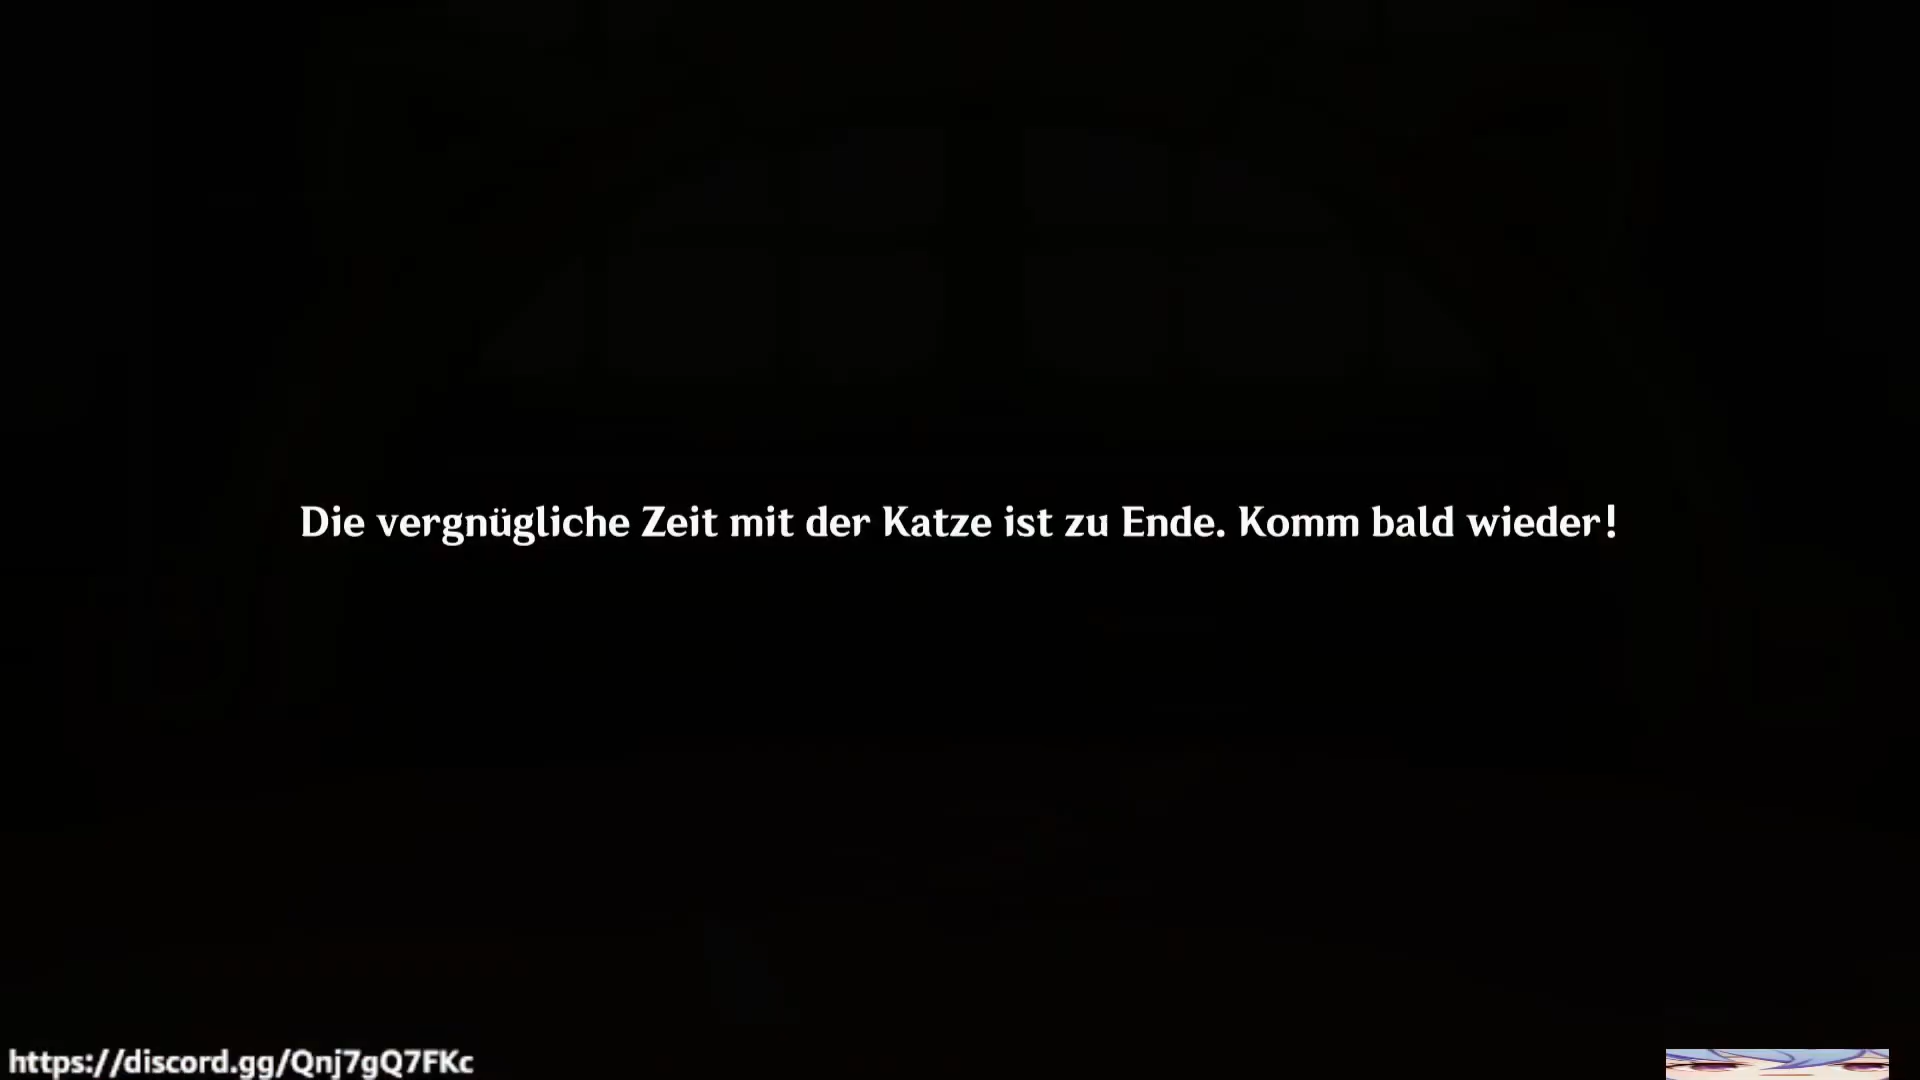 Die vergnügliche Zeit mit der Katze ist zu Ende. Komm bald wieder!
https://discord.gg/Qnj7gQ7FKc